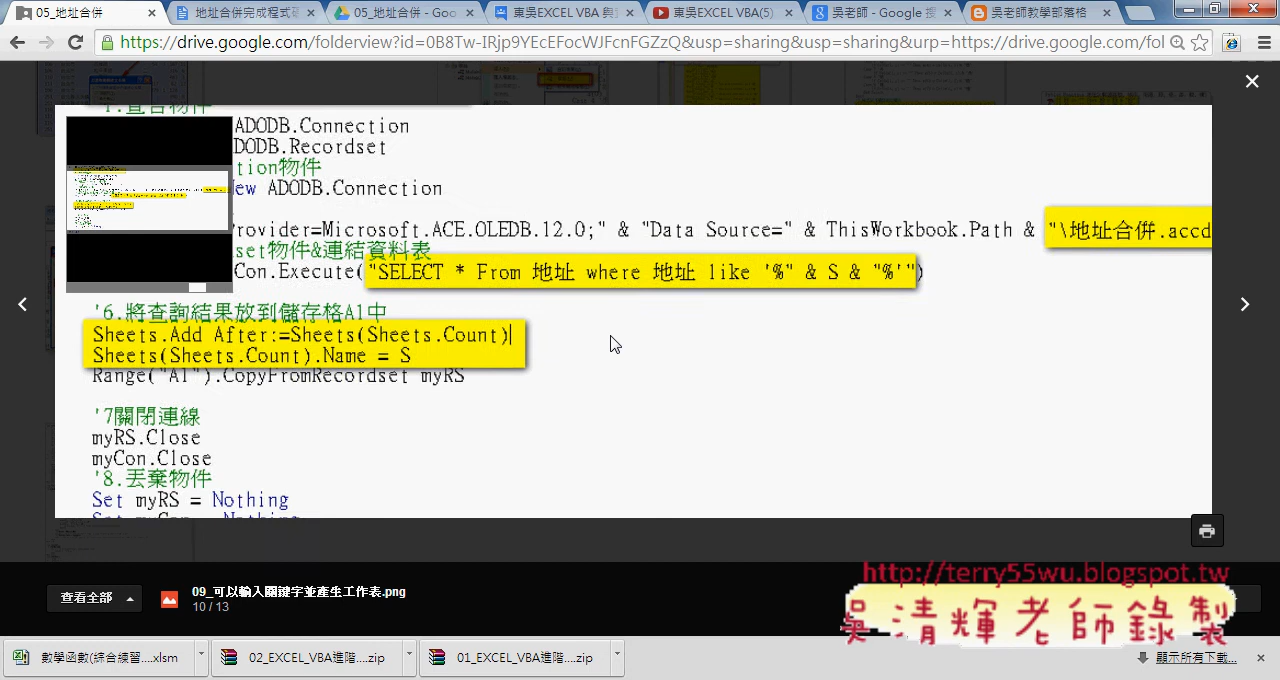 05_地址合併
地址合併完成程式碼
05_地址合併 - Goo
東吳EXCEL VBA 與
東吳EXCEL VBA(5)
吳老師 - Google 搜
吳老師教學部落格
https://drive.google.com/folderview?id=0B8Tw-IRjp9YEcEFocWJFcnFGZzQ&usp=sharing&usp=sharing&urp=https://drive.google.com/fol
ADODB.Connection
DODB.Recordset
tion物件
New ADODB.Connection
Provider=Microsoft.ACE.OLEDB.12.0;" & "Data Source=" & ThisWorkbook.Path & "\地址合併.accd
set物件&連結資料表
Con.Execute("SELECT * From 地址 where 地址 like '%" & S & "%'")
'6.將查詢結果放到儲存格A1中
Sheets.Add After:=Sheets(Sheets.Count)
Sheets(Sheets.Count).Name = S
Range("A1").CopyFromRecordset myRS
'7關閉連線
myRS.Close
myCon.Close
'8.丟棄物件
Set myRS = Nothing
Set myCon = Nothing
查看全部
09_可以輸入關鍵字並產生工作表.png
10 / 13
http://terry55wu.blogspot.tw
吳清輝老師錄製
數學函數(綜合練習....xlsm
02_EXCEL_VBA進階....zip
01_EXCEL_VBA進階....zip
顯示所有下載...